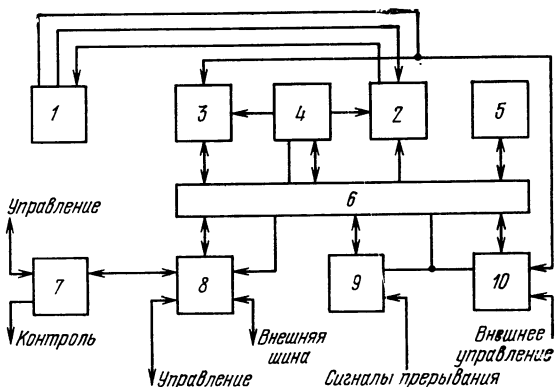 1
3
4
2
5
6
Управление
7
8
9
10
Контроль
Управление
Внешняя
шина
Сигналы прерывания
Внешнее
управление